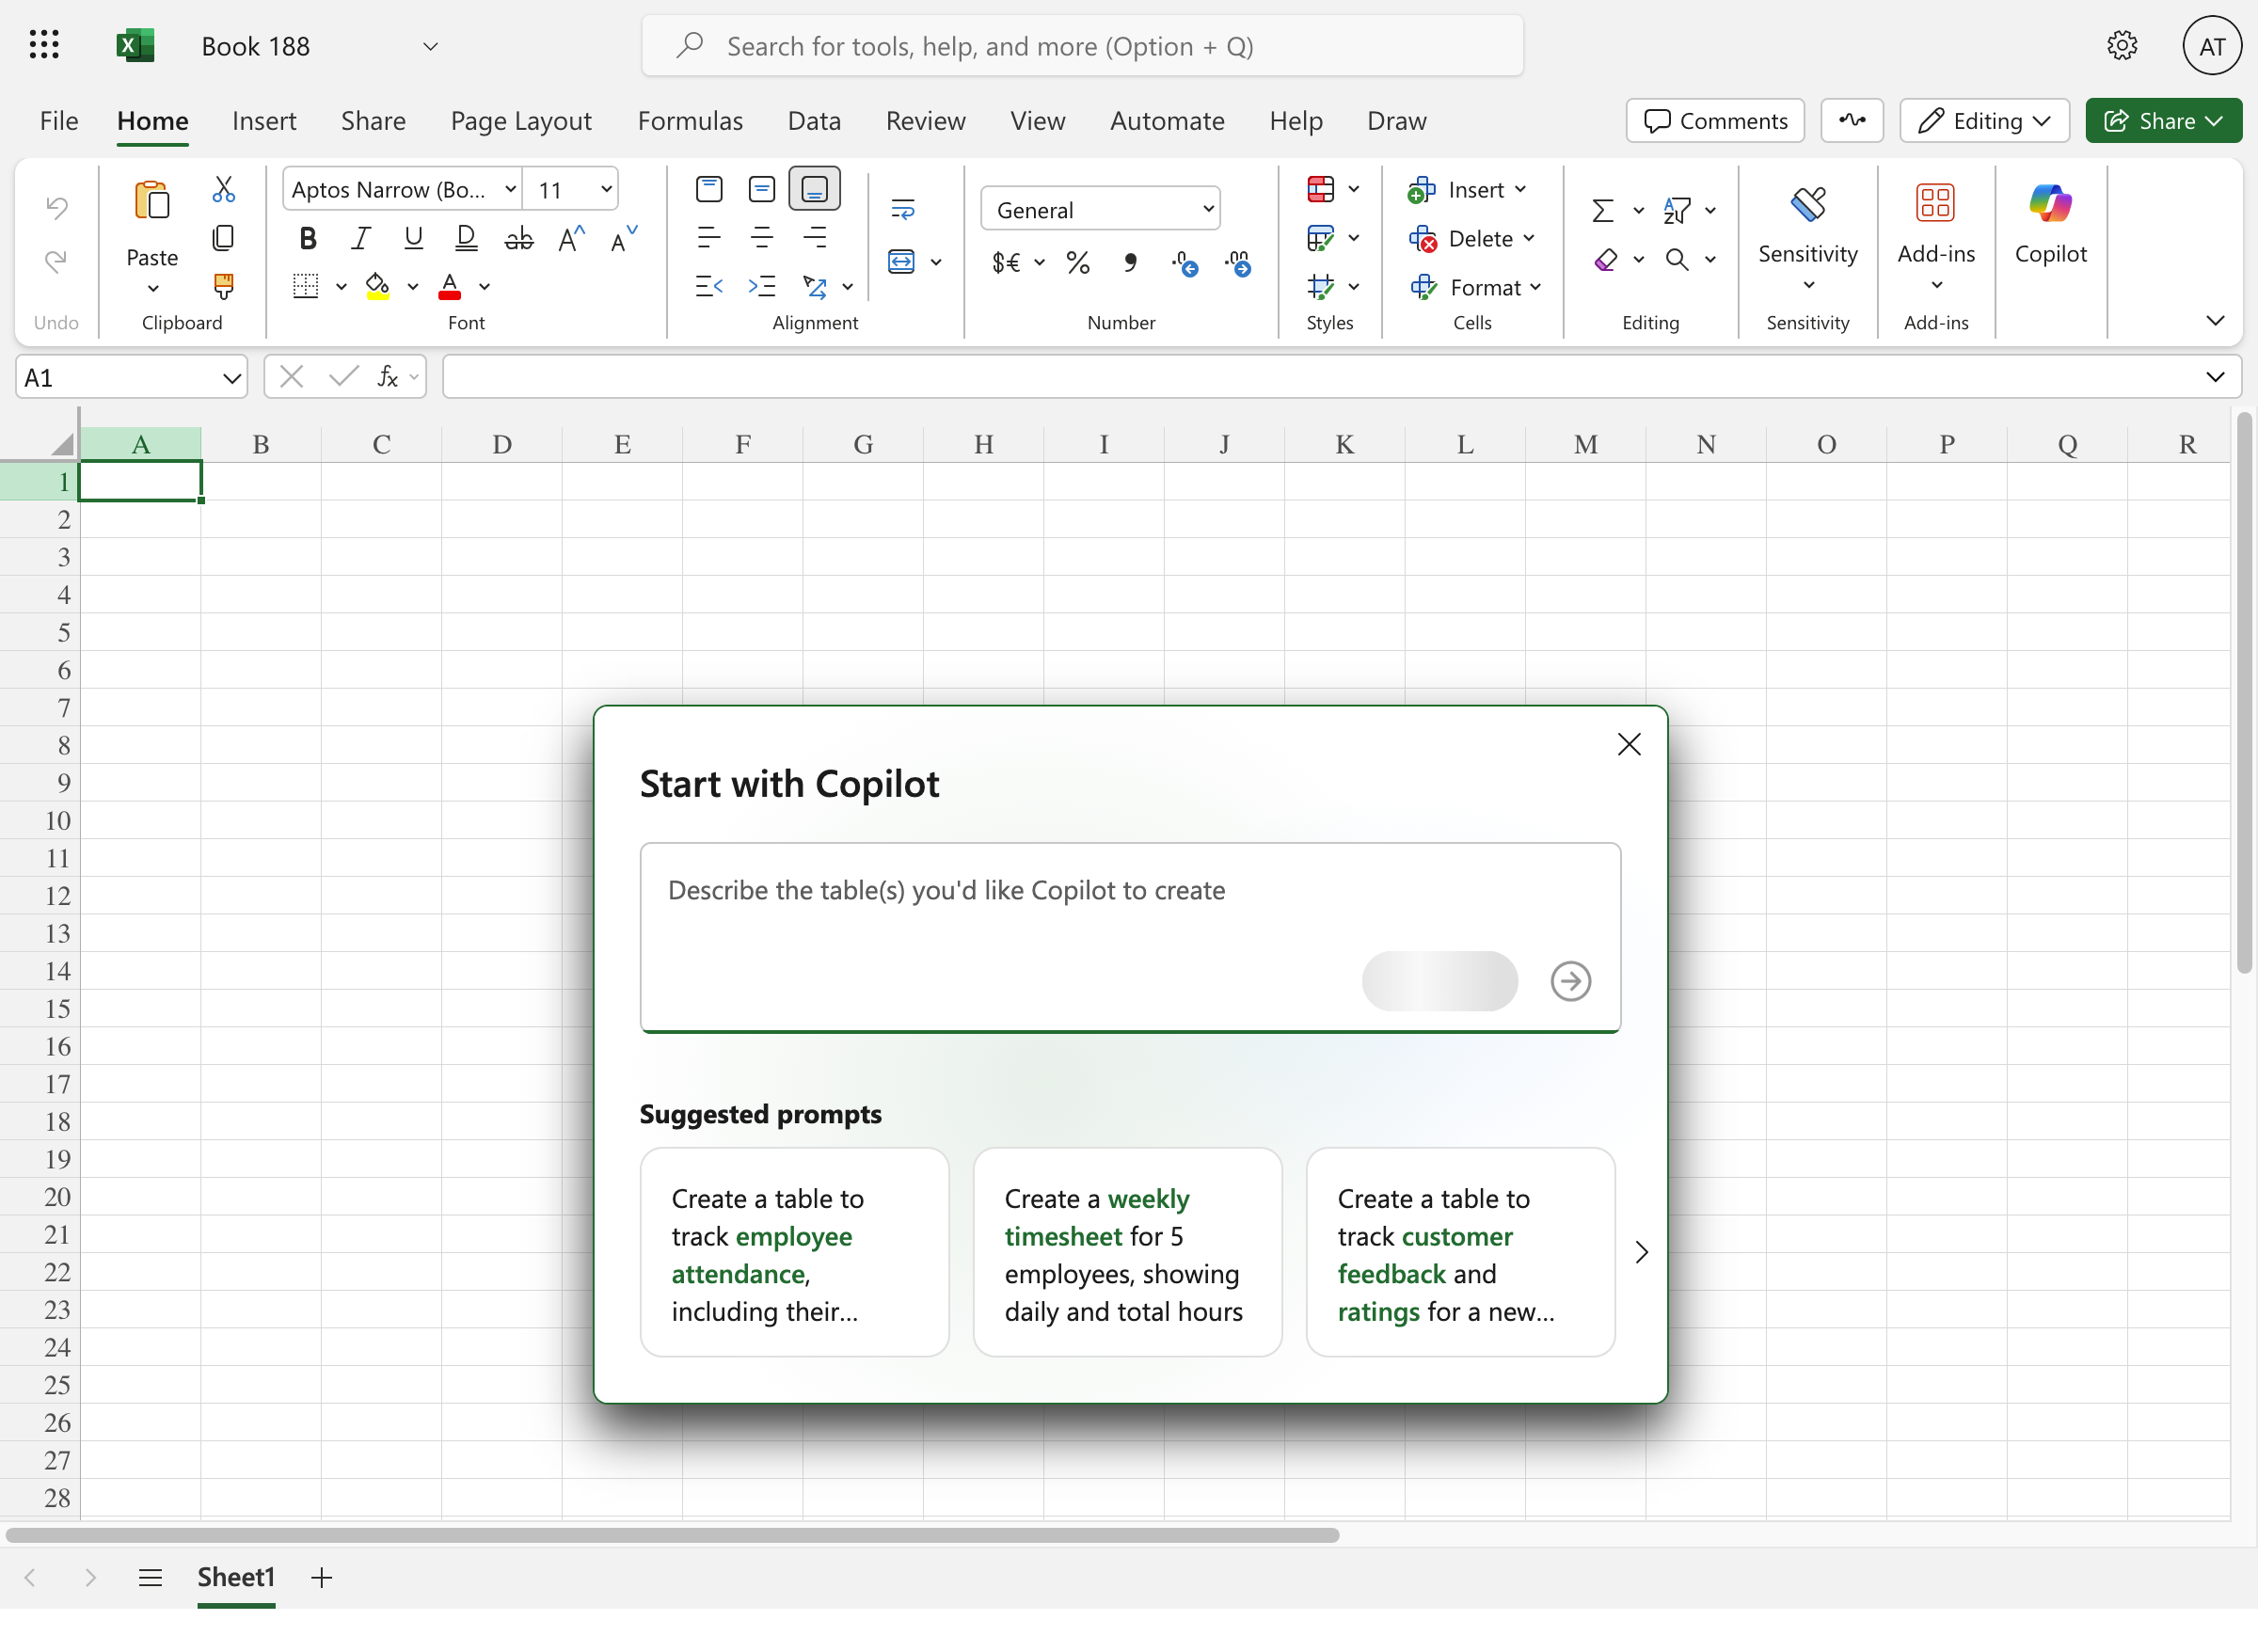 Book 188
Search for tools, help, and more (Option + Q)
AT
File Home Insert Share Page Layout Formulas Data Review View Automate Help Draw
Comments Editing Share
Paste
Aptos Narrow (Bo... 11
General
Insert
Delete
Format
Sensitivity
Add-ins
Copilot
Undo Clipboard Font Alignment Number Styles Cells Editing Sensitivity Add-ins
A1
A B C D E F G H I J K L M N O P Q R
1
2
3
4
5
6
7
8
9
10
11
12
13
14
15
16
17
18
19
20
21
22
23
24
25
26
27
28
Start with Copilot
Describe the table(s) you'd like Copilot to create
Suggested prompts
Create a table to
track employee
attendance,
including their...
Create a weekly
timesheet for 5
employees, showing
daily and total hours
Create a table to
track customer
feedback and
ratings for a new...
Sheet1